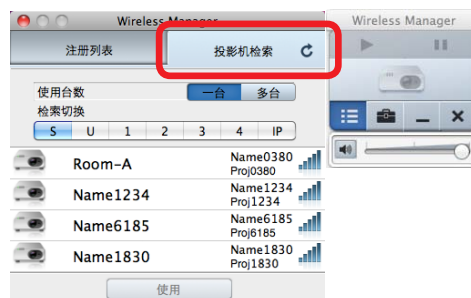 Wireless Manager
注册列表
投影机检索
使用台数
一台
多台
检索切换
S U 1 2 3 4 IP
Room-A
Name0380
Proj0380
Name1234
Name1234
Proj1234
Name6185
Name6185
Proj6185
Name1830
Name1830
Proj1830
使用
Wireless Manager